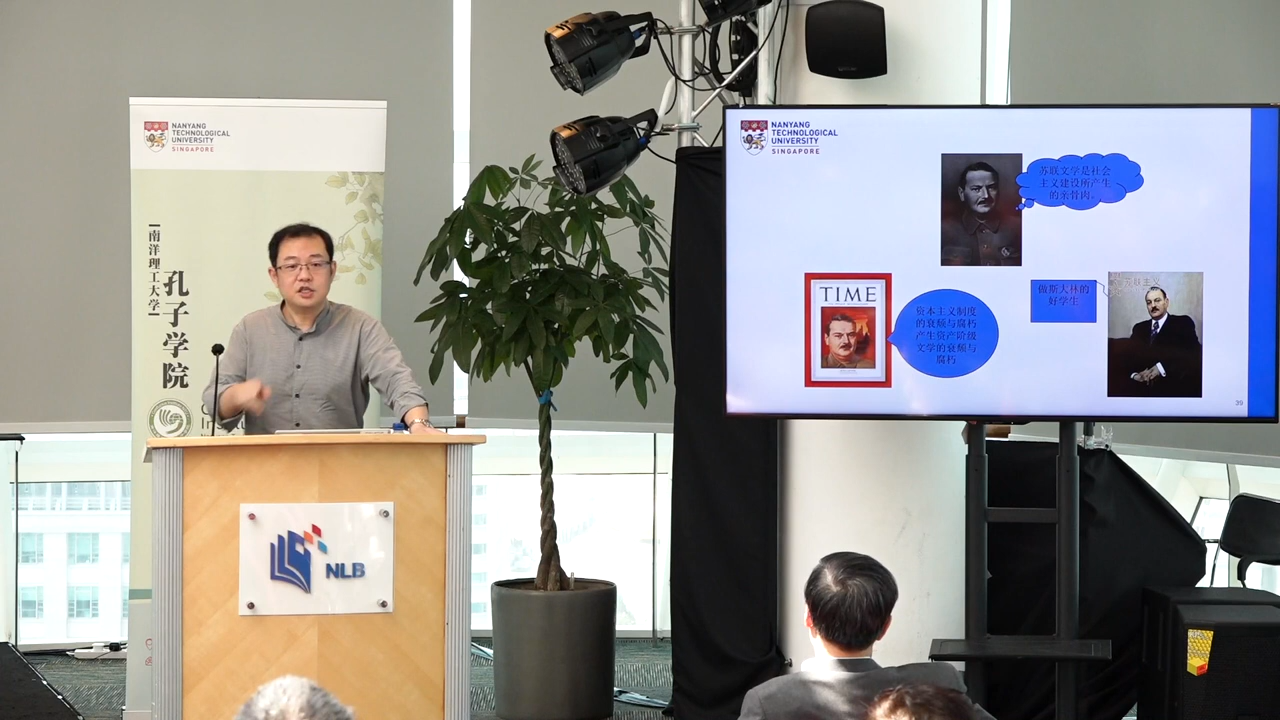 NANYANG
TECHNOLOGICAL
UNIVERSITY
SINGAPORE
南洋理工大学
孔子学院
NLB
NANYANG
TECHNOLOGICAL
UNIVERSITY
SINGAPORE
苏联文学是社会
主义建设所产生
的亲骨肉。
TIME
资本主义制度
的衰颓与腐朽
产生资产阶级
文学的衰颓与
腐朽
做斯大林的
好学生
39